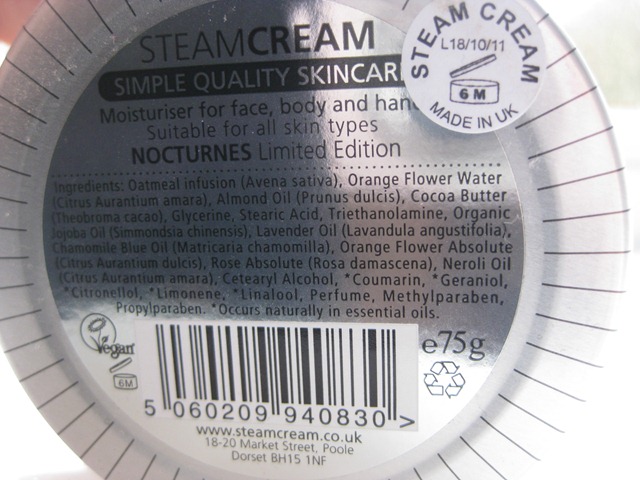 STEAMCREAM
SIMPLE QUALITY SKINCAR
Moisturiser for face, body and han
Suitable for all skin types
NOCTURNES Limited Edition
Ingredients: Oatmeal infusion (Avena sativa), Orange Flower Water
(Citrus Aurantium amara), Almond Oil (Prunus dulcis), Cocoa Butter
(Theobroma cacao), Glycerine, Stearic Acid, Triethanolamine, Organic
Jojoba Oil (Simmondsia chinensis), Lavender Oil (Lavandula angustifolia),
Chamomile Blue Oil (Matricaria chamomilla), Orange Flower Absolute
(Citrus Aurantium dulcis), Rose Absolute (Rosa damascena), Neroli Oil
(Citrus Aurantium amara), Cetearyl Alcohol, *Coumarin, *Geraniol,
*Citronellol, *Limonene, *Linalool, Perfume, Methylparaben,
Propylparaben. *Occurs naturally in essential oils.
Vegan
6M
e75g
5 060209 940830 >
www.steamcream.co.uk
18-20 Market Street, Poole
Dorset BH15 1NF
STEAM CREAM
L18/10/11
6 M
MADE IN UK